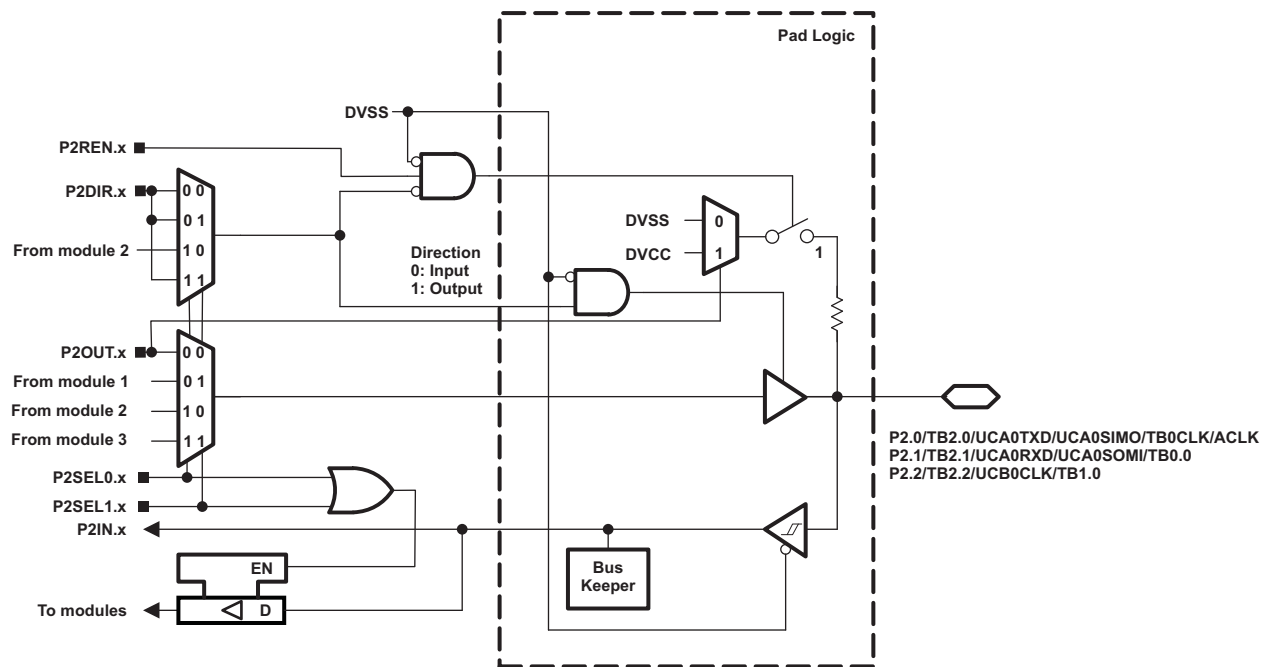 Pad Logic
DVSS
P2REN.x
P2DIR.x
0 0
0 1
From module 2
1 0
1 1
Direction
0: Input
1: Output
DVSS
0
DVCC
1
1
P2OUT.x
0 0
From module 1
0 1
From module 2
1 0
From module 3
1 1
P2SEL0.x
P2SEL1.x
P2IN.x
P2.0/TB2.0/UCA0TXD/UCA0SIMO/TB0CLK/ACLK
P2.1/TB2.1/UCA0RXD/UCA0SOMI/TB0.0
P2.2/TB2.2/UCB0CLK/TB1.0
Bus
Keeper
EN
To modules
D